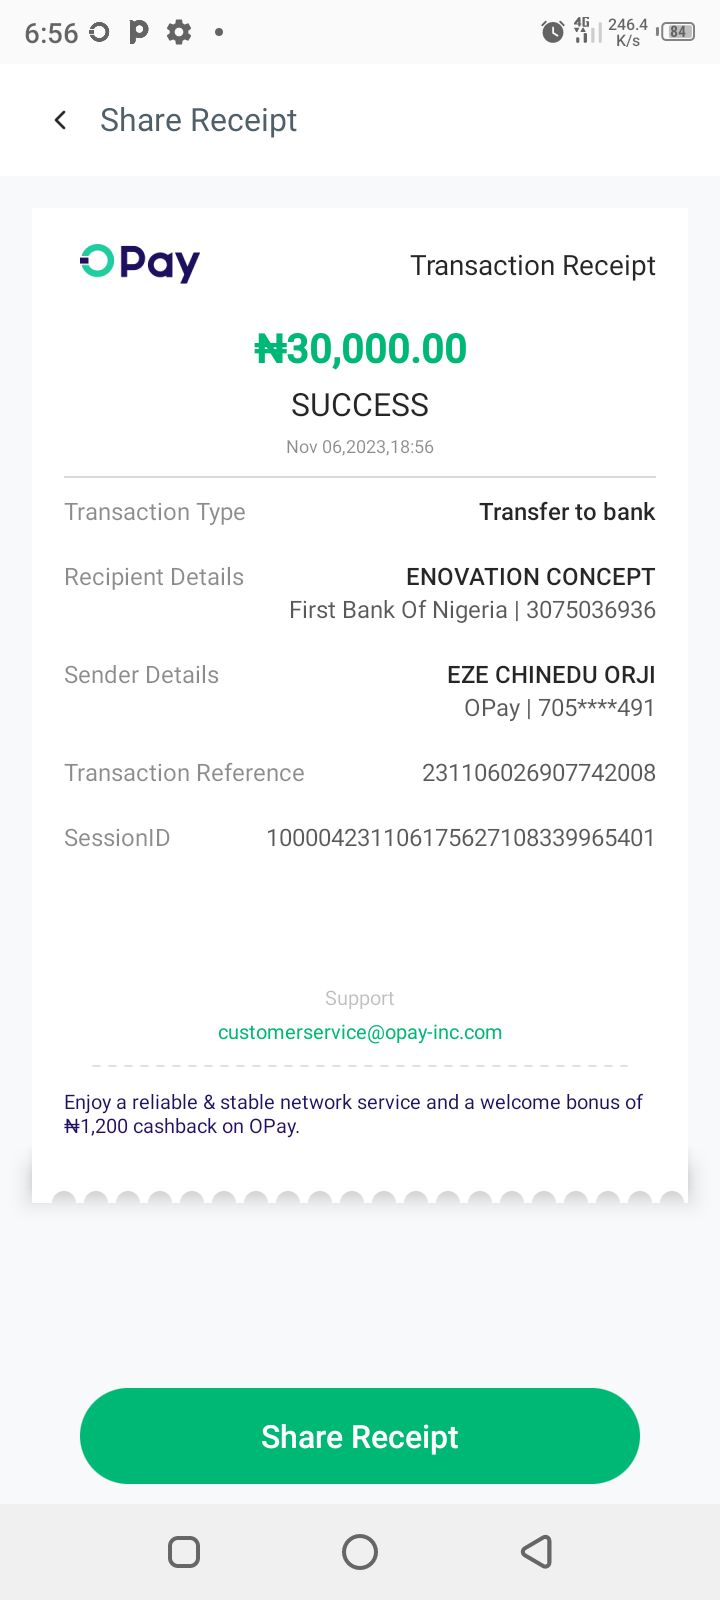 6:56 4G 246.4 K/s 84
Share Receipt
OPay Transaction Receipt
₦30,000.00
SUCCESS
Nov 06,2023,18:56
Transaction Type Transfer to bank
Recipient Details ENOVATION CONCEPT
First Bank Of Nigeria | 3075036936
Sender Details EZE CHINEDU ORJI
OPay | 705****491
Transaction Reference 231106026907742008
SessionID 100004231106175627108339965401
Support
customerservice@opay-inc.com
Enjoy a reliable & stable network service and a welcome bonus of
₦1,200 cashback on OPay.
Share Receipt